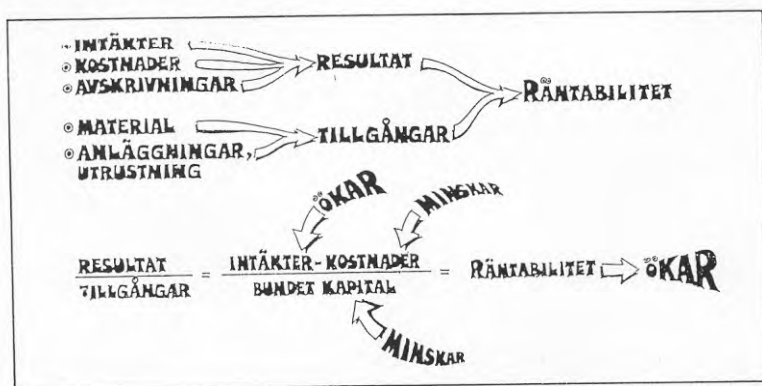 INTÄKTER
KOSTNADER
AVSKRIVNINGAR
RESULTAT
RÄNTABILITET
MATERIAL
ANLÄGGNINGAR,
UTRUSTNING
TILLGÅNGAR
ÖKAR
MINSKAR
RESULTAT
TILLGÅNGAR
=
INTÄKTER-KOSTNADER
BUNDET KAPITAL
= RÄNTABILITET
ÖKAR
MINSKAR